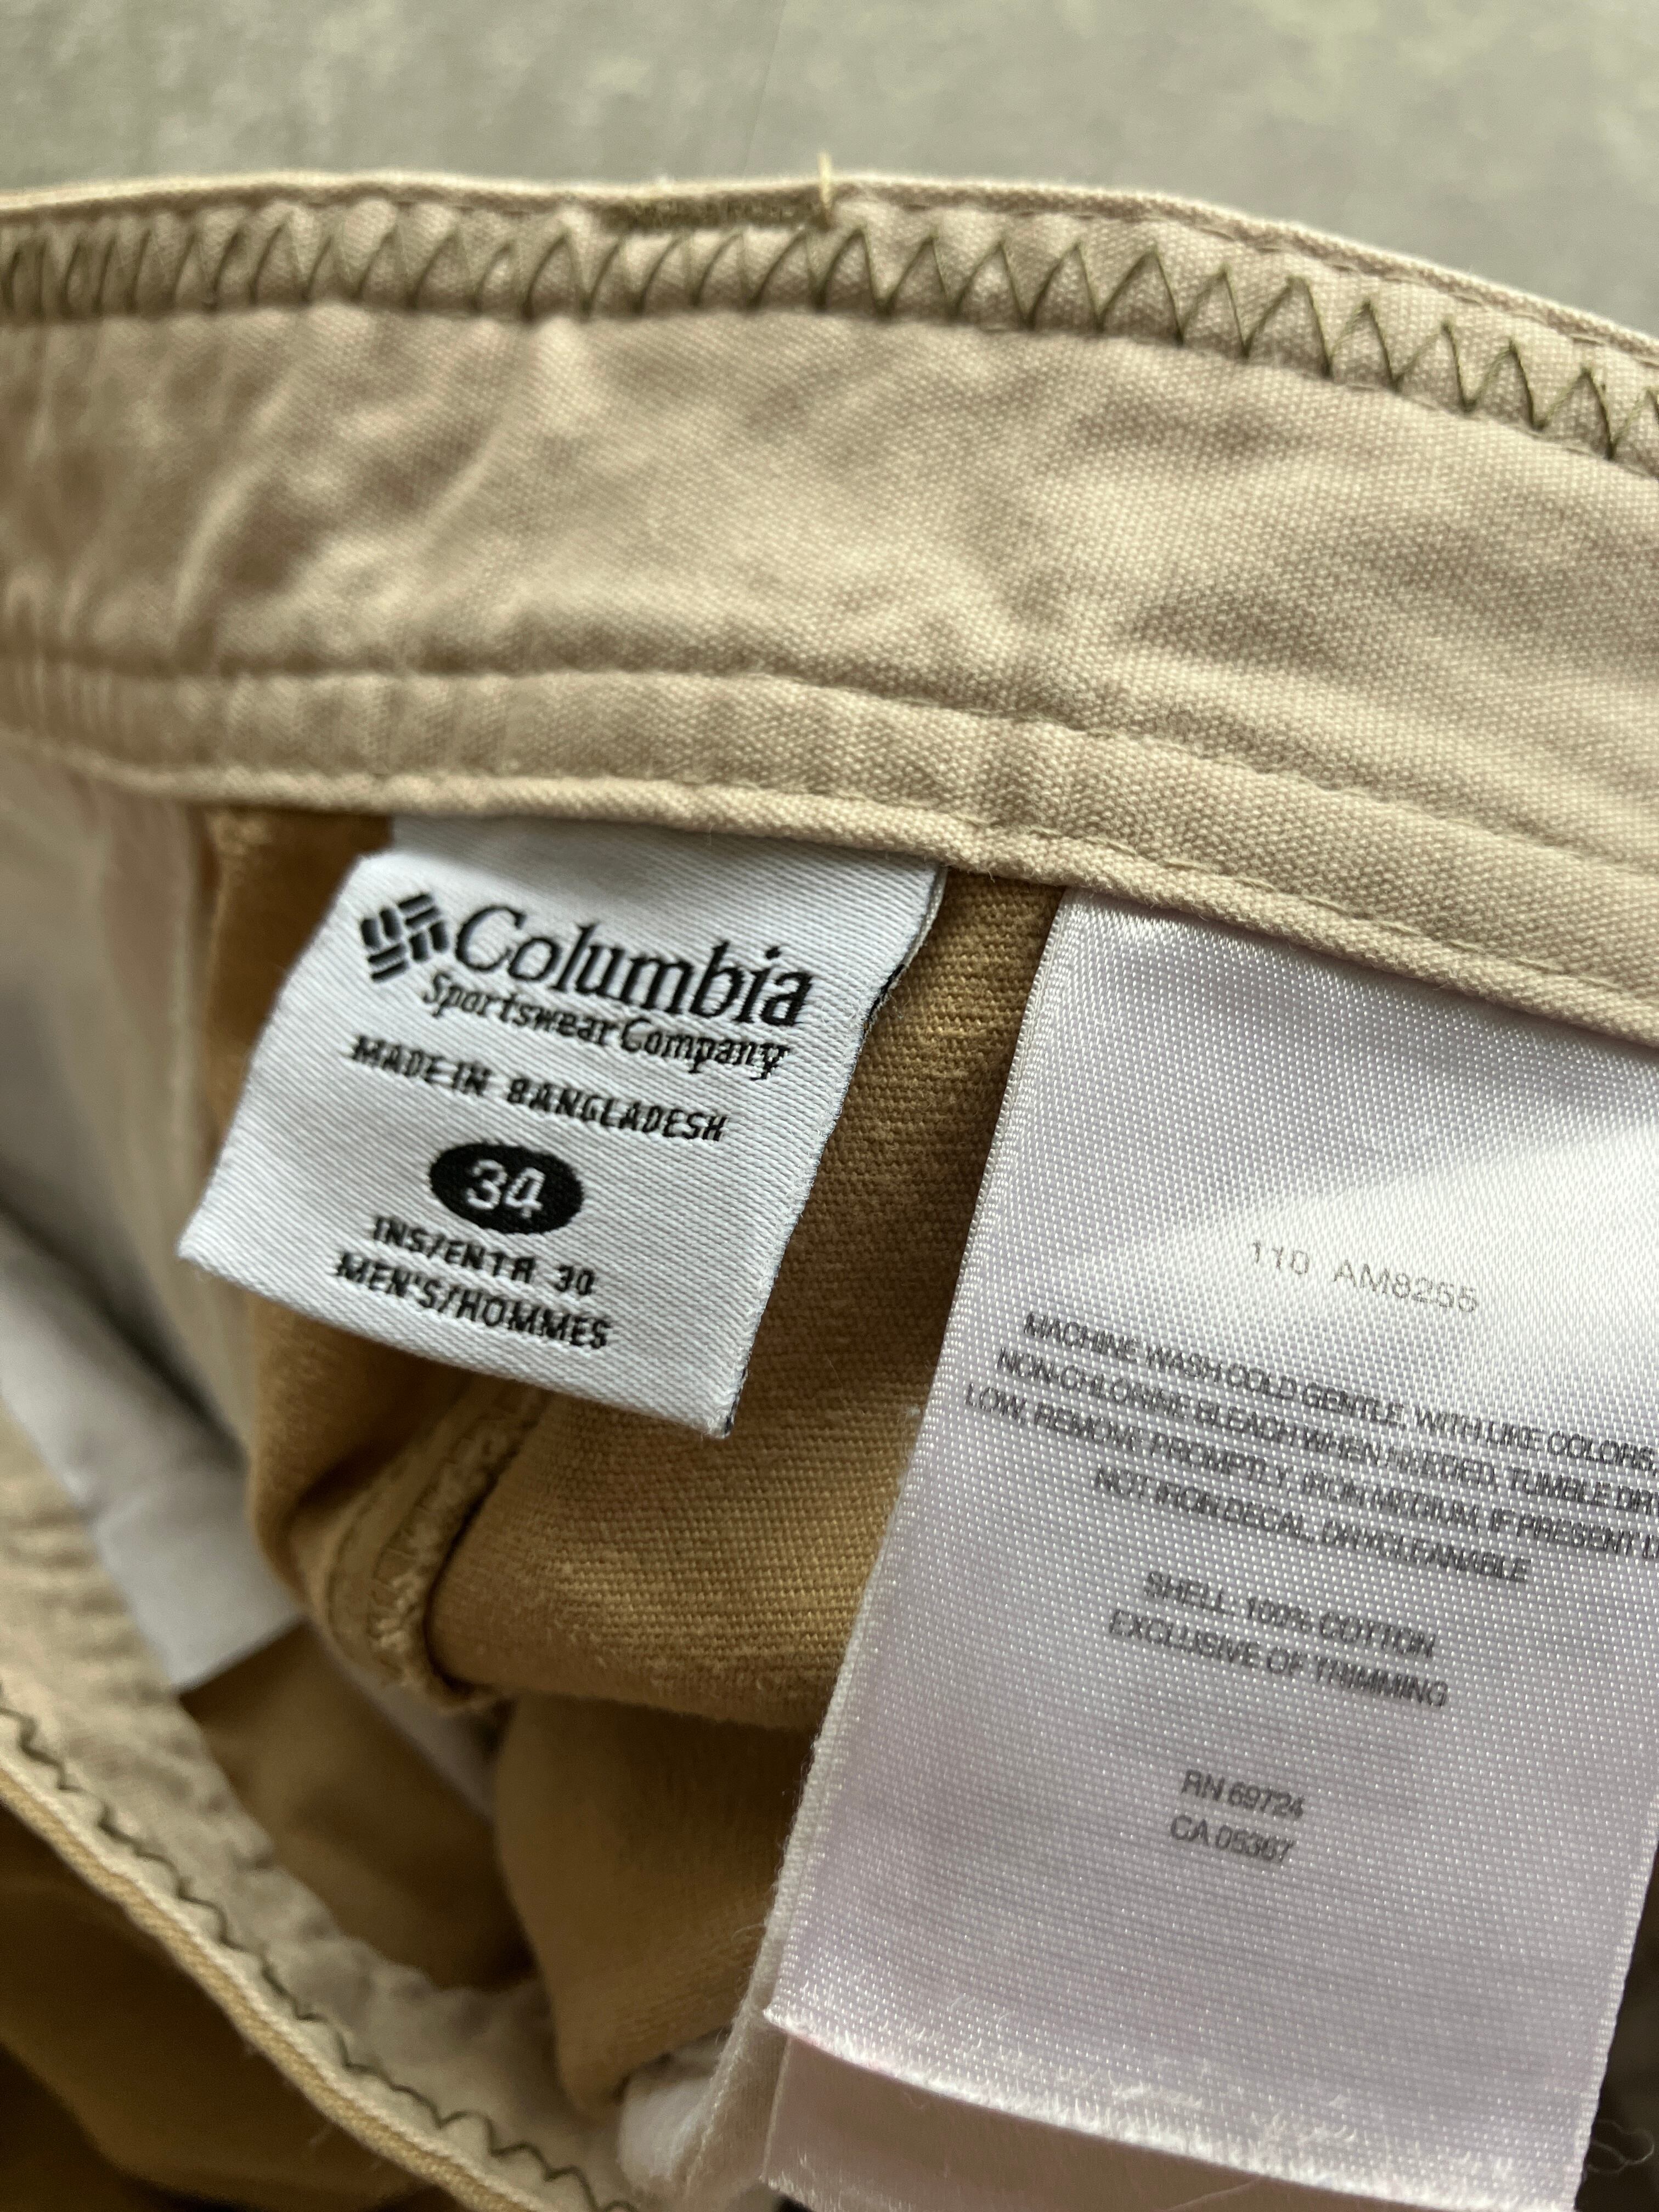 Columbia
Sportswear Company
MADE IN BANGLADESH
34
INS/ENTR 30
MEN'S/HOMMES
110 AM8255
MACHINE WASH COLD GENTLE, WITH LIKE COLORS.
NON-CHLORINE BLEACH WHEN NEEDED. TUMBLE DRY
LOW, REMOVE PROMPTLY. IRON MEDIUM. IF PRESENT
NOT IRON DECAL, DRYCLEANABLE
SHELL: 100% COTTON
EXCLUSIVE OF TRIMMING
RN 69724
CA 05367